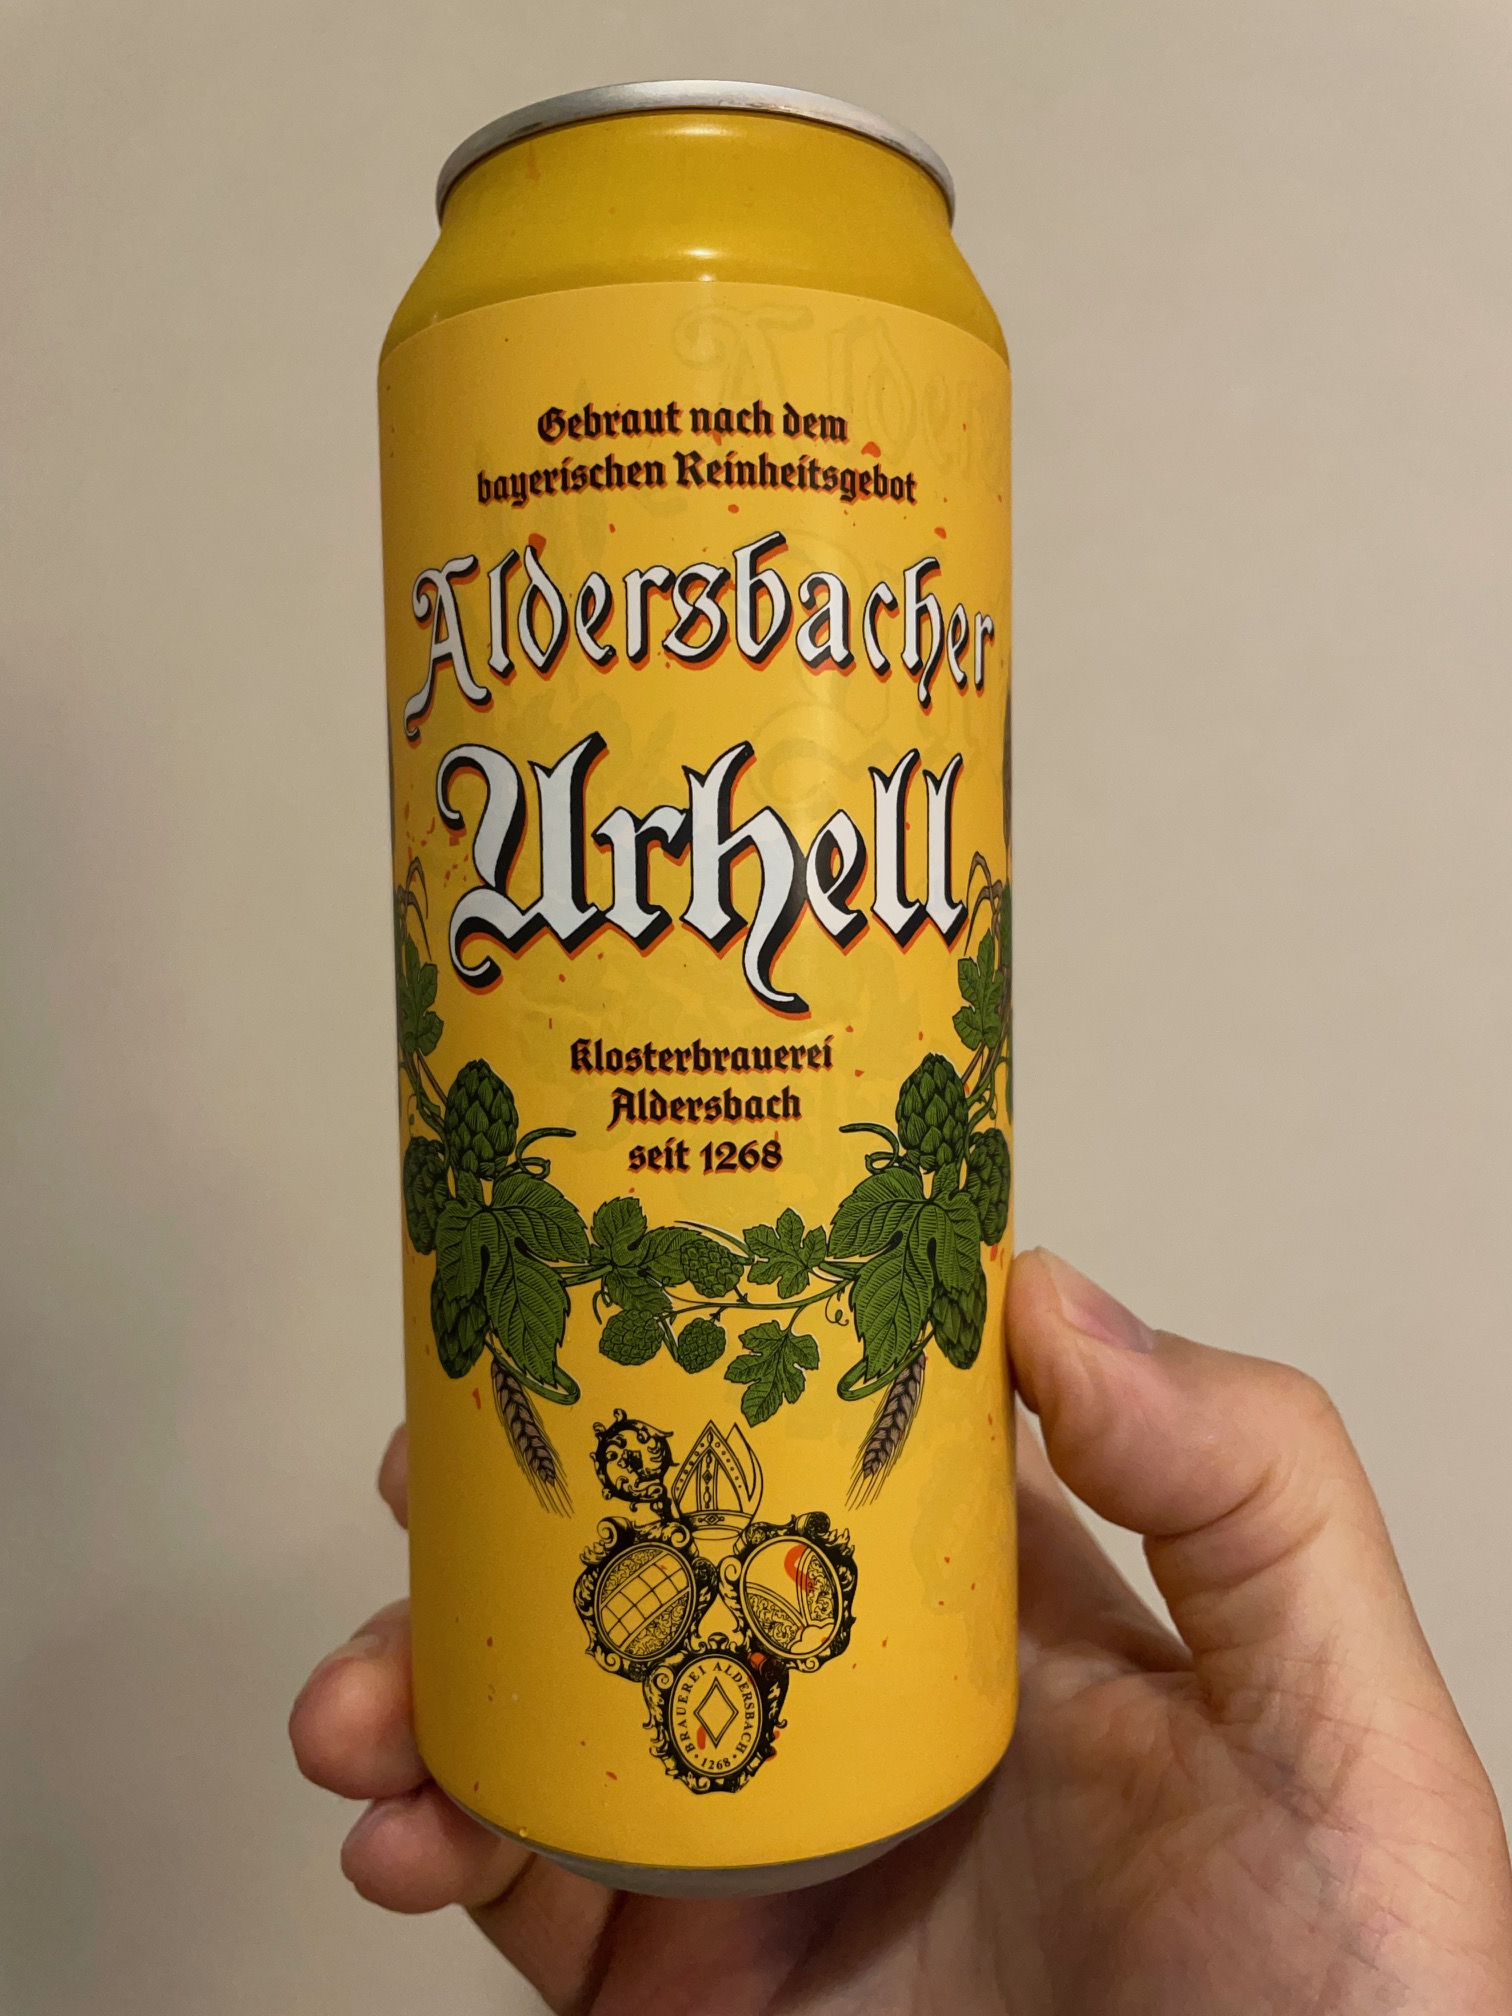 Gebraut nach dem
bayerischen Reinheitsgebot
Aldersbacher
Urhell
Klosterbrauerei
Aldersbach
seit 1268
BRAUEREI ALDERSBACH
· 1268 ·